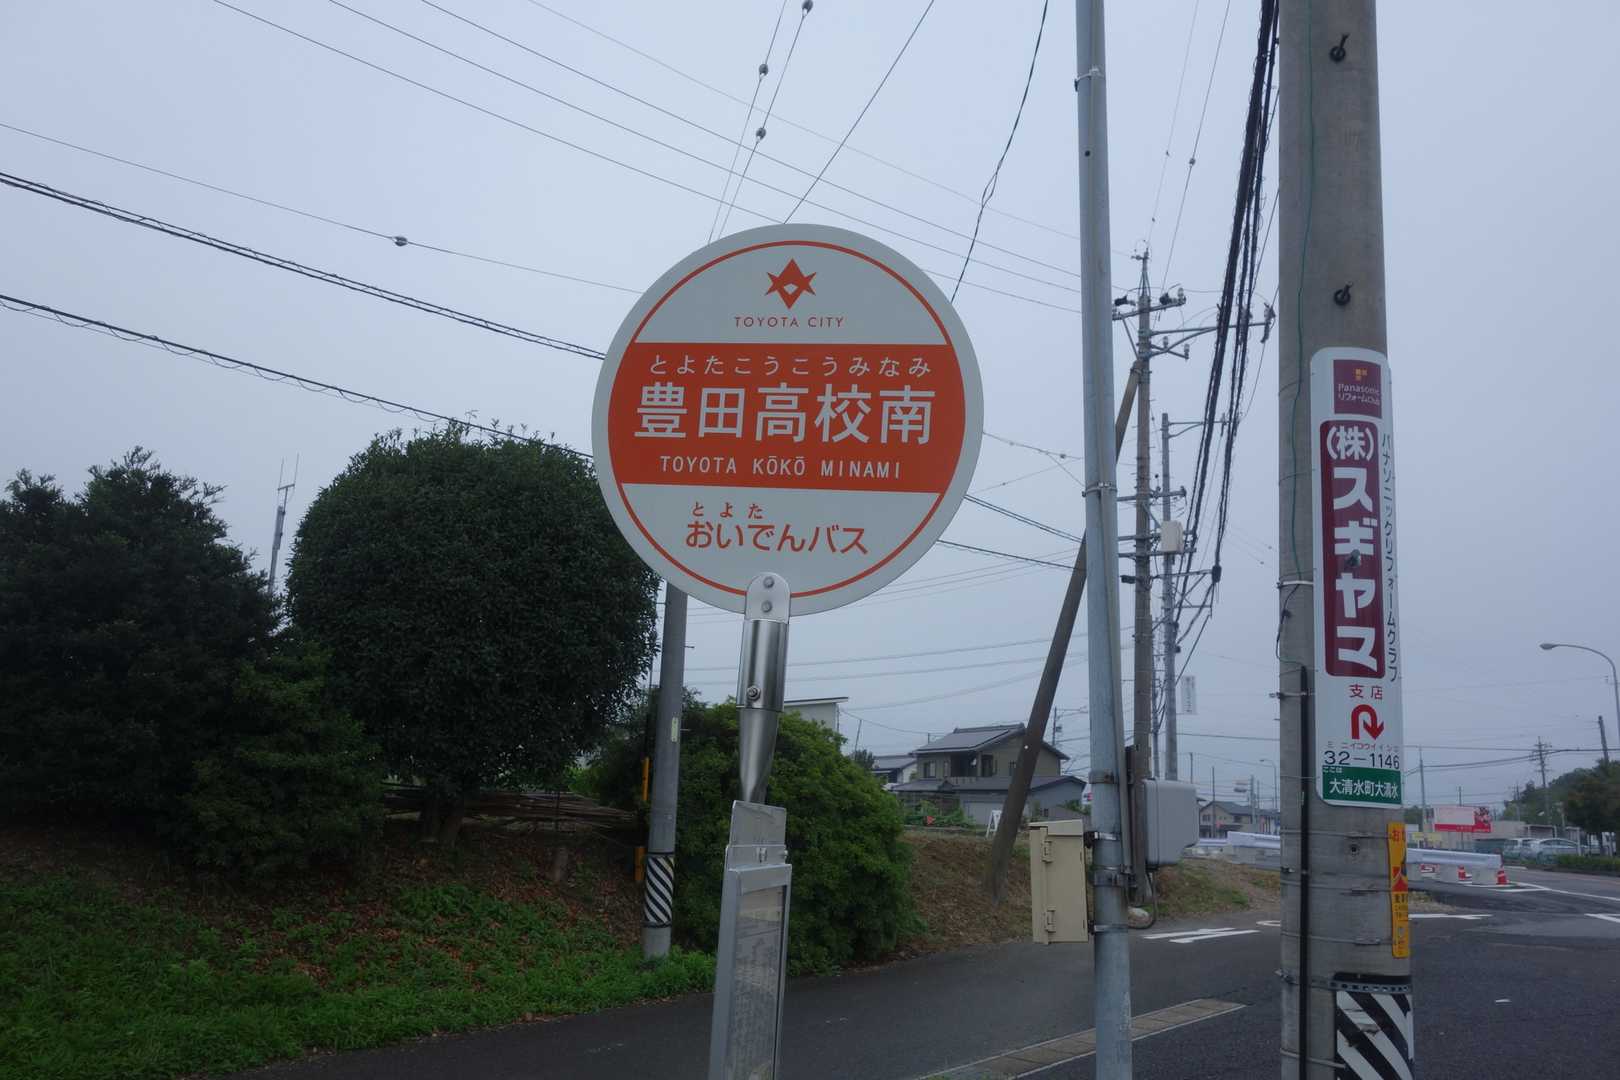 TOYOTA CITY
とよたこうこうみなみ
豊田高校南
TOYOTA KŌKŌ MINAMI
とよた
おいでんバス
Panasonic
リフォームClub
パナソニックリフォームクラブ
(株)スギヤマ
支店
32-1146
ここは
大清水町大清水